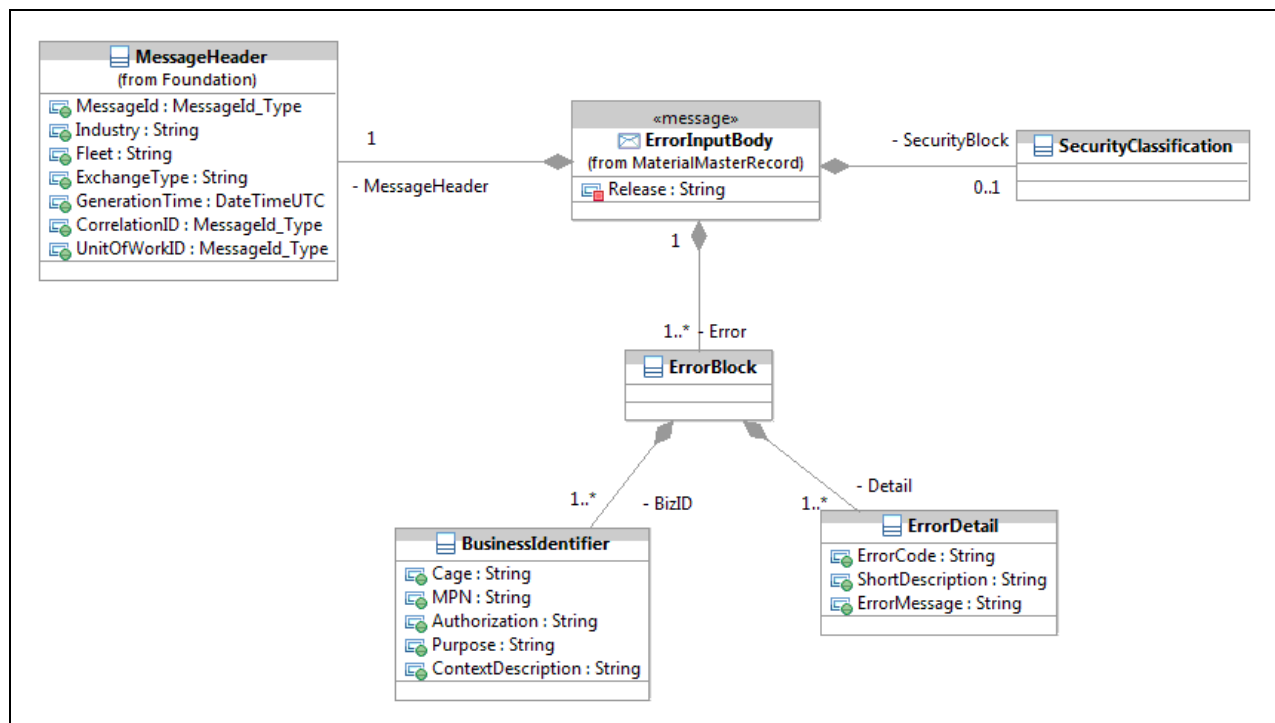 MessageHeader
(from Foundation)
MessageId : MessageId_Type
Industry : String
Fleet : String
ExchangeType : String
GenerationTime : DateTimeUTC
CorrelationID : MessageId_Type
UnitOfWorkID : MessageId_Type
1
- MessageHeader
«message»
ErrorInputBody
(from MaterialMasterRecord)
Release : String
- SecurityBlock
0..1
SecurityClassification
1
1..* - Error
ErrorBlock
1..*
- BizID
- Detail
1..*
BusinessIdentifier
Cage : String
MPN : String
Authorization : String
Purpose : String
ContextDescription : String
ErrorDetail
ErrorCode : String
ShortDescription : String
ErrorMessage : String